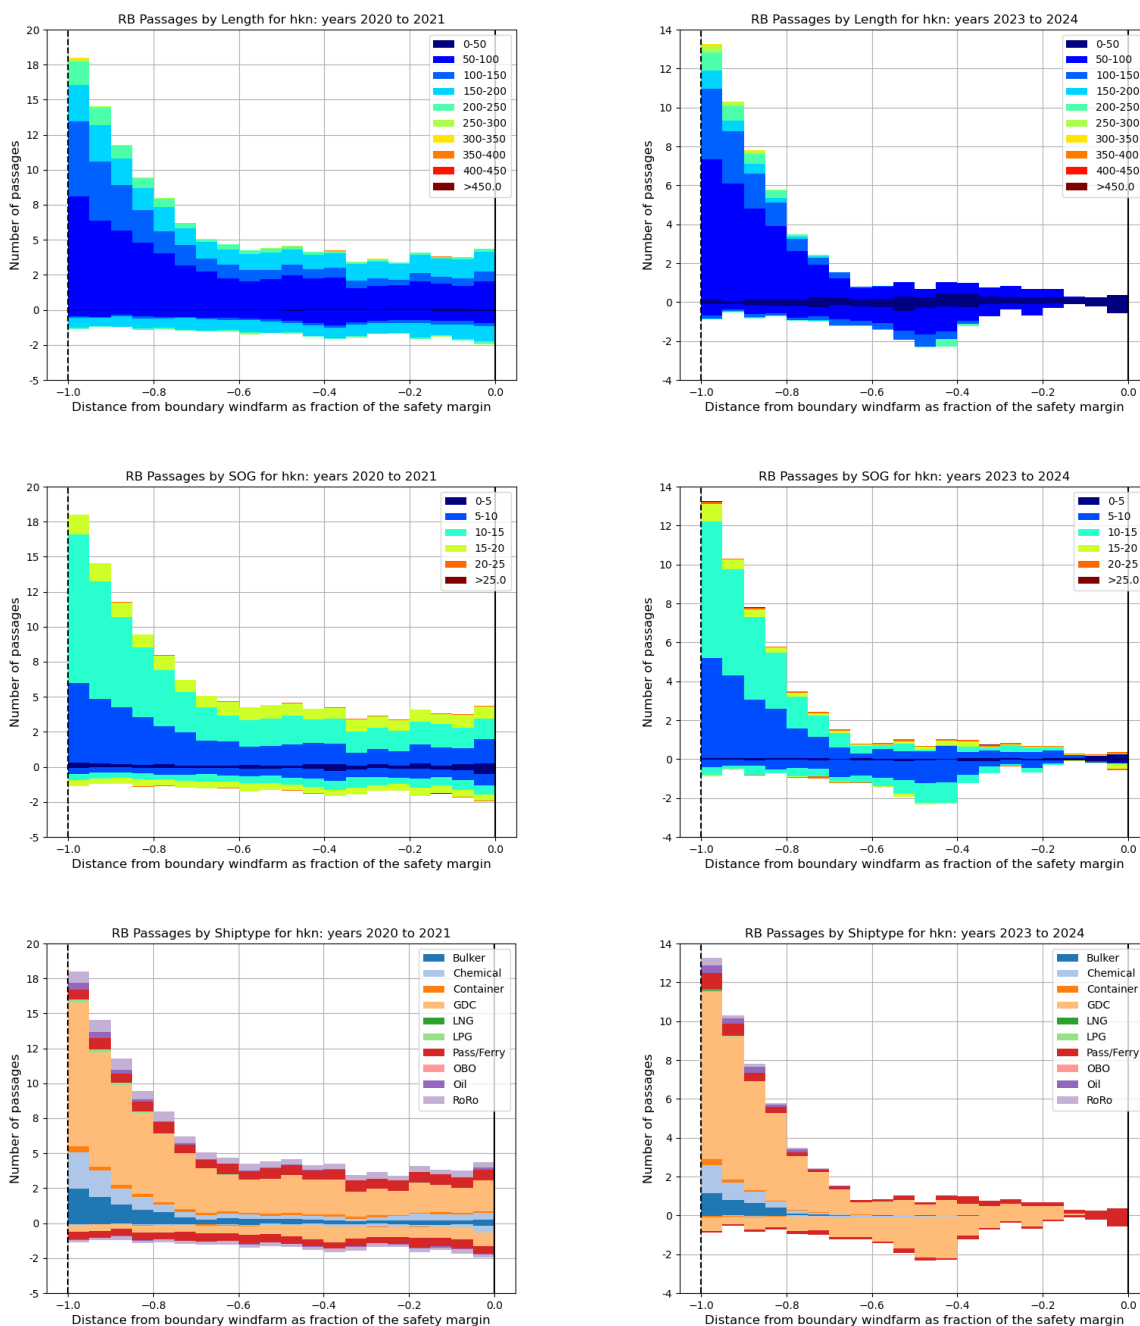 RB Passages by Length for hkn: years 2020 to 2021
20
18
15
12
10
8
5
2
0
-2
-5
Number of passages
0-50
50-100
100-150
150-200
200-250
250-300
300-350
350-400
400-450
>450.0
−1.0 −0.8 −0.6 −0.4 −0.2 0.0
Distance from boundary windfarm as fraction of the safety margin
RB Passages by Length for hkn: years 2023 to 2024
14
12
10
8
6
4
2
0
-2
-4
Number of passages
0-50
50-100
100-150
150-200
200-250
250-300
300-350
350-400
400-450
>450.0
−1.0 −0.8 −0.6 −0.4 −0.2 0.0
Distance from boundary windfarm as fraction of the safety margin
RB Passages by SOG for hkn: years 2020 to 2021
20
18
15
12
10
8
5
2
0
-2
-5
Number of passages
0-5
5-10
10-15
15-20
20-25
>25.0
−1.0 −0.8 −0.6 −0.4 −0.2 0.0
Distance from boundary windfarm as fraction of the safety margin
RB Passages by SOG for hkn: years 2023 to 2024
14
12
10
8
6
4
2
0
-2
-4
Number of passages
0-5
5-10
10-15
15-20
20-25
>25.0
−1.0 −0.8 −0.6 −0.4 −0.2 0.0
Distance from boundary windfarm as fraction of the safety margin
RB Passages by Shiptype for hkn: years 2020 to 2021
20
18
15
12
10
8
5
2
0
-2
-5
Number of passages
Bulker
Chemical
Container
GDC
LNG
LPG
Pass/Ferry
OBO
Oil
RoRo
−1.0 −0.8 −0.6 −0.4 −0.2 0.0
Distance from boundary windfarm as fraction of the safety margin
RB Passages by Shiptype for hkn: years 2023 to 2024
14
12
10
8
6
4
2
0
-2
-4
Number of passages
Bulker
Chemical
Container
GDC
LNG
LPG
Pass/Ferry
OBO
Oil
RoRo
−1.0 −0.8 −0.6 −0.4 −0.2 0.0
Distance from boundary windfarm as fraction of the safety margin